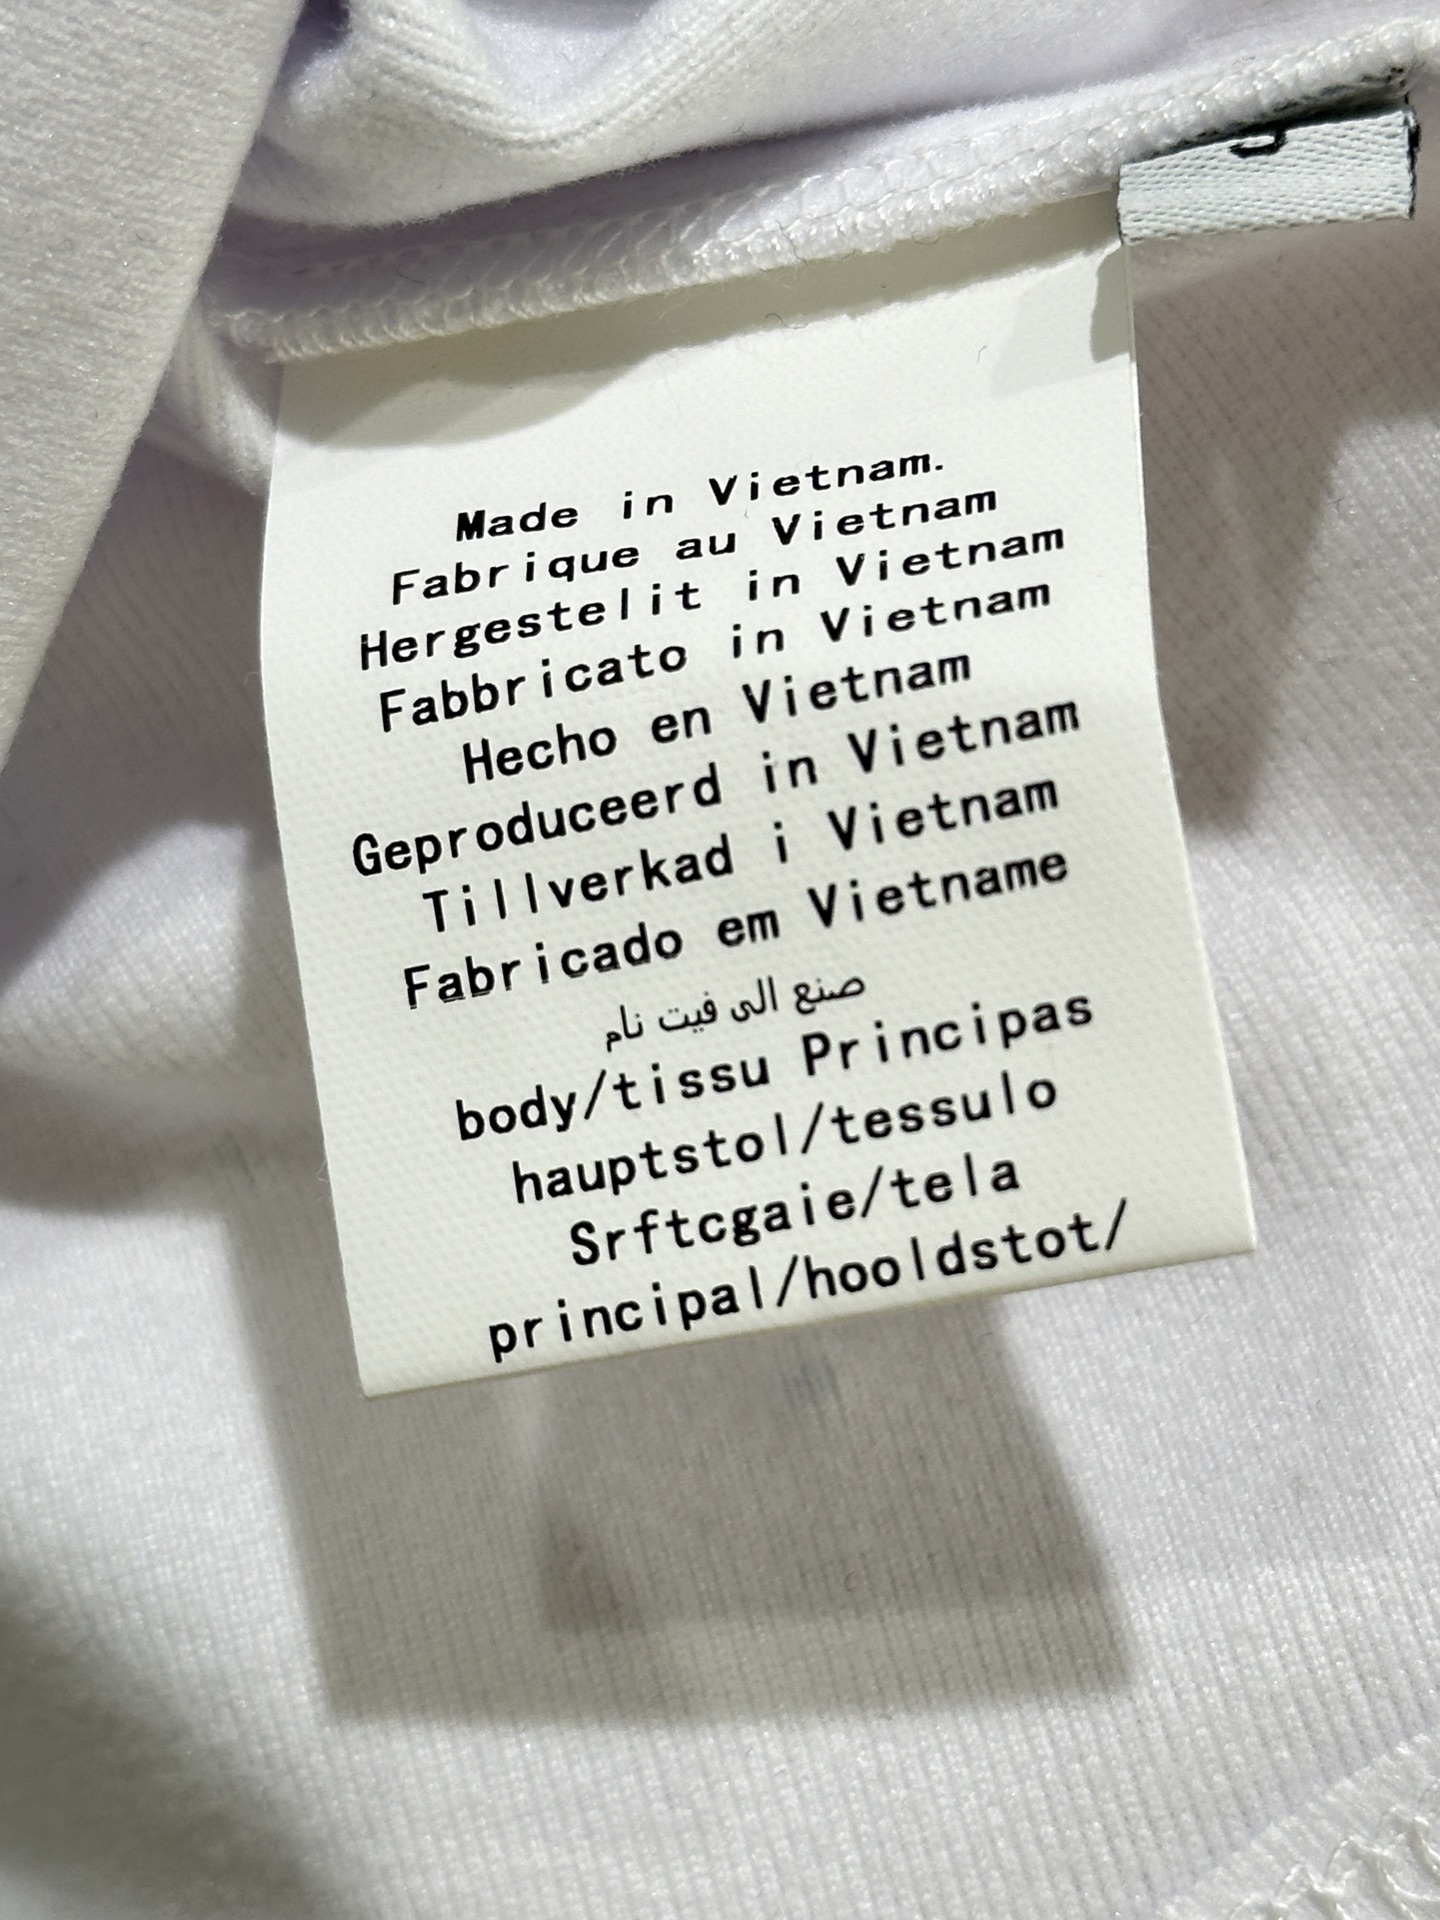 Made in Vietnam.
Fabrique au Vietnam
Hergestelit in Vietnam
Fabbricato in Vietnam
Hecho en Vietnam
Geproduceerd in Vietnam
Tillverkad i Vietnam
Fabricado em Vietname
صنع الى فيت نام
body/tissu Principas
hauptstol/tessulo
Srftcgaie/tela
principal/hooldstot/